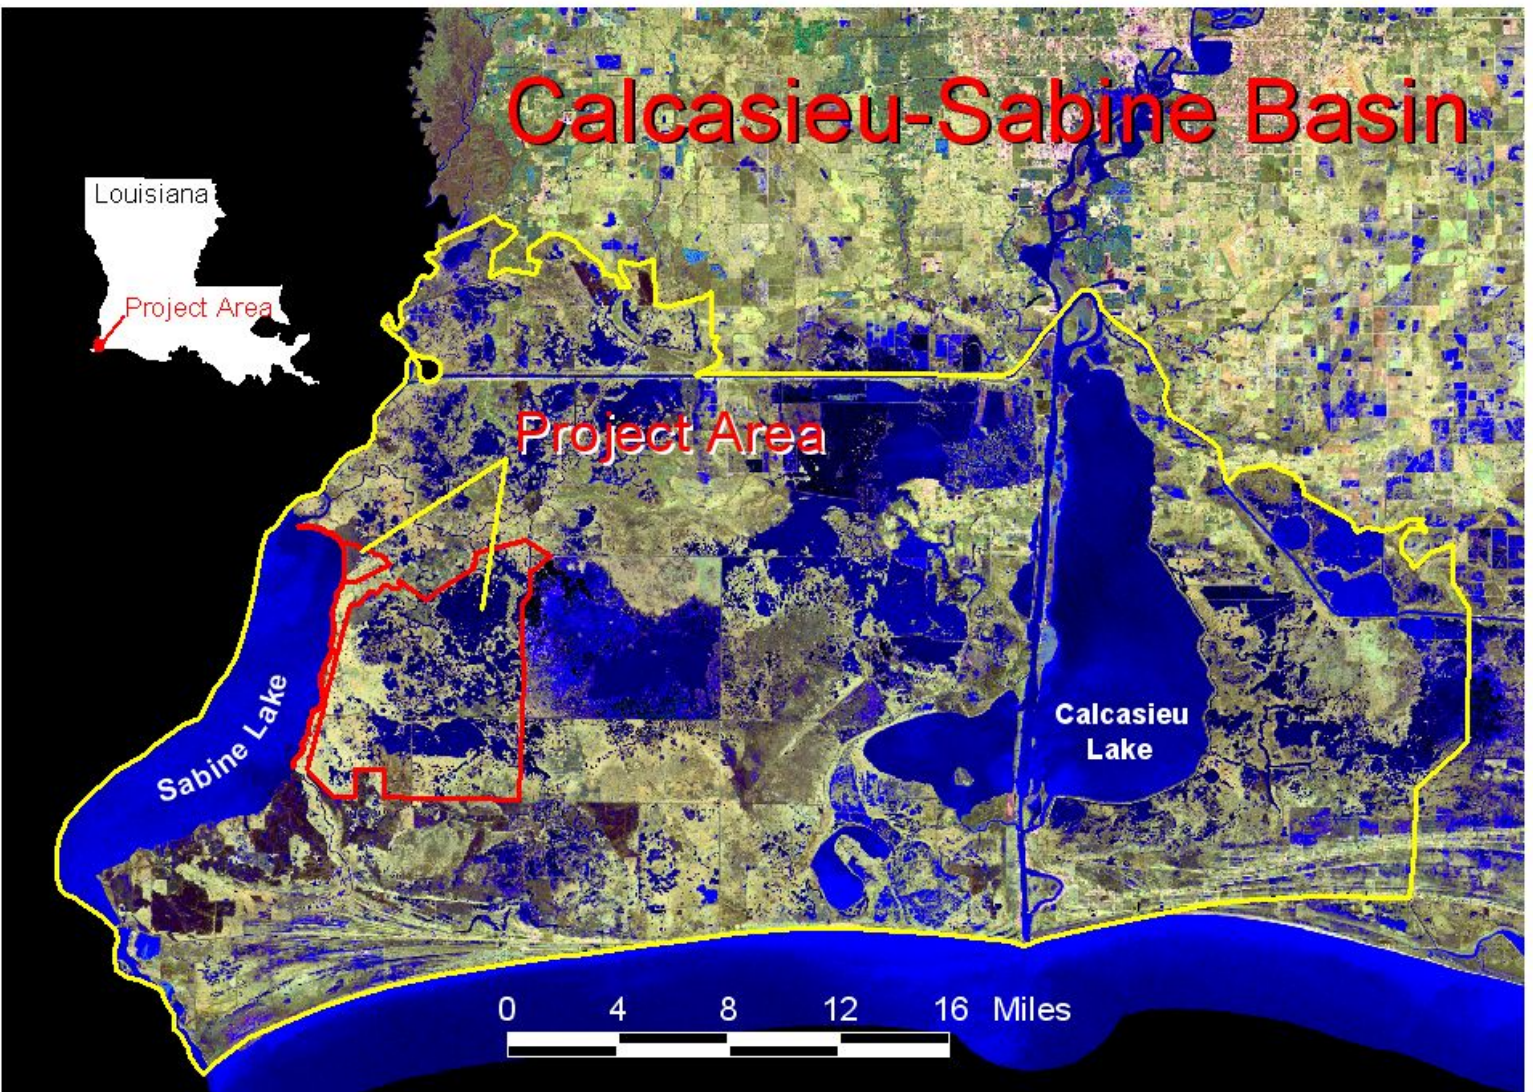 Calcasieu-Sabine Basin
Louisiana
Project Area
Project Area
Sabine Lake
Calcasieu
Lake
0 4 8 12 16 Miles